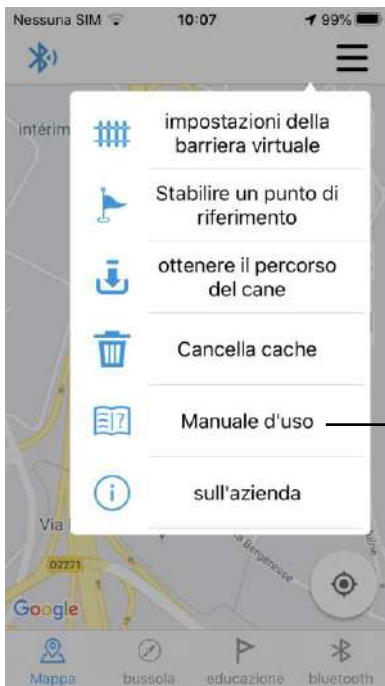 Nessuna SIM 10:07 99%
intérim
impostazioni della
barriera virtuale
Stabilire un punto di
riferimento
ottenere il percorso
del cane
Cancella cache
Manuale d'uso
sull'azienda
Via
D2271
Bergeresse
Google
Mappa bussola educazione bluetooth